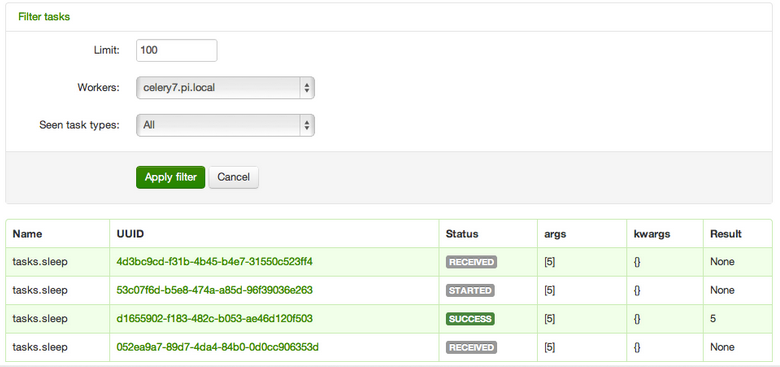 Filter tasks
Limit: 100
Workers: celery7.pi.local
Seen task types: All
Apply filter Cancel
Name UUID Status args kwargs Result
tasks.sleep 4d3bc9cd-f31b-4b45-b4e7-31550c523ff4 RECEIVED [5] {} None
tasks.sleep 53c07f6d-b5e8-474a-a85d-96f39036e263 STARTED [5] {} None
tasks.sleep d1655902-f183-482c-b053-ae46d120f503 SUCCESS [5] {} 5
tasks.sleep 052ea9a7-89d7-4da4-84b0-0d0cc906353d RECEIVED [5] {} None